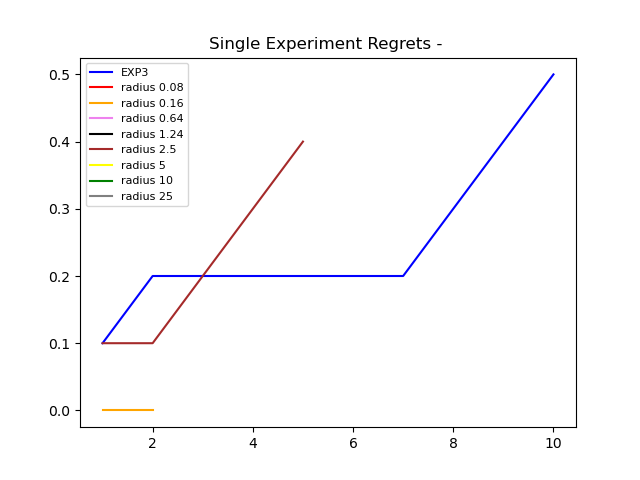 Single Experiment Regrets -
EXP3
radius 0.08
radius 0.16
radius 0.64
radius 1.24
radius 2.5
radius 5
radius 10
radius 25
0.5
0.4
0.3
0.2
0.1
0.0
2 4 6 8 10